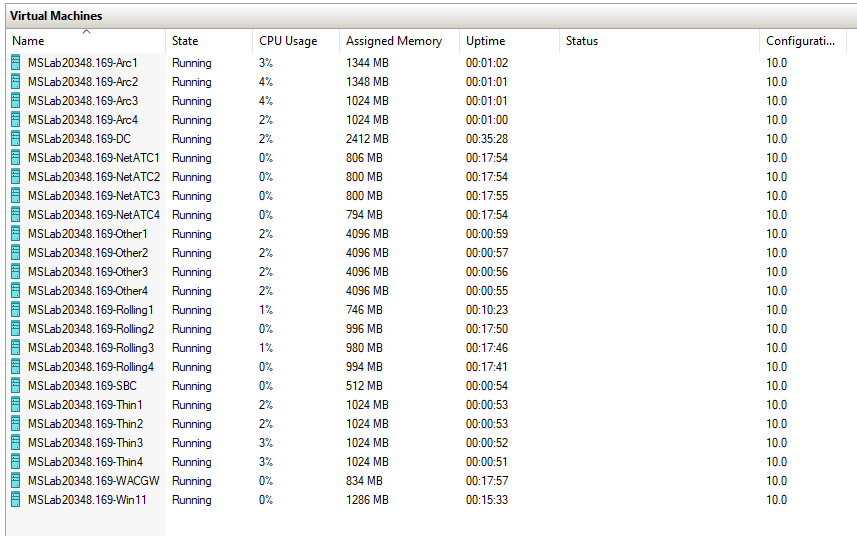 Virtual Machines
Name State CPU Usage Assigned Memory Uptime Status Configurati...
MSLab20348.169-Arc1 Running 3% 1344 MB 00:01:02 10.0
MSLab20348.169-Arc2 Running 4% 1348 MB 00:01:01 10.0
MSLab20348.169-Arc3 Running 4% 1024 MB 00:01:01 10.0
MSLab20348.169-Arc4 Running 2% 1024 MB 00:01:00 10.0
MSLab20348.169-DC Running 2% 2412 MB 00:35:28 10.0
MSLab20348.169-NetATC1 Running 0% 806 MB 00:17:54 10.0
MSLab20348.169-NetATC2 Running 0% 800 MB 00:17:54 10.0
MSLab20348.169-NetATC3 Running 0% 800 MB 00:17:55 10.0
MSLab20348.169-NetATC4 Running 0% 794 MB 00:17:54 10.0
MSLab20348.169-Other1 Running 2% 4096 MB 00:00:59 10.0
MSLab20348.169-Other2 Running 2% 4096 MB 00:00:57 10.0
MSLab20348.169-Other3 Running 2% 4096 MB 00:00:56 10.0
MSLab20348.169-Other4 Running 2% 4096 MB 00:00:55 10.0
MSLab20348.169-Rolling1 Running 1% 746 MB 00:10:23 10.0
MSLab20348.169-Rolling2 Running 0% 996 MB 00:17:50 10.0
MSLab20348.169-Rolling3 Running 1% 980 MB 00:17:46 10.0
MSLab20348.169-Rolling4 Running 0% 994 MB 00:17:41 10.0
MSLab20348.169-SBC Running 0% 512 MB 00:00:54 10.0
MSLab20348.169-Thin1 Running 2% 1024 MB 00:00:53 10.0
MSLab20348.169-Thin2 Running 2% 1024 MB 00:00:53 10.0
MSLab20348.169-Thin3 Running 3% 1024 MB 00:00:52 10.0
MSLab20348.169-Thin4 Running 3% 1024 MB 00:00:51 10.0
MSLab20348.169-WACGW Running 0% 834 MB 00:17:57 10.0
MSLab20348.169-Win11 Running 0% 1286 MB 00:15:33 10.0